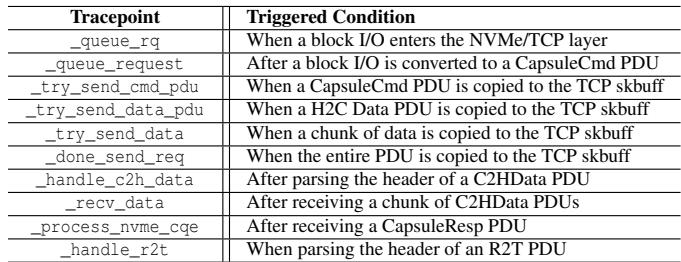 Tracepoint Triggered Condition
_queue_rq When a block I/O enters the NVMe/TCP layer
_queue_request After a block I/O is converted to a CapsuleCmd PDU
_try_send_cmd_pdu When a CapsuleCmd PDU is copied to the TCP skbuff
_try_send_data_pdu When a H2C Data PDU is copied to the TCP skbuff
_try_send_data When a chunk of data is copied to the TCP skbuff
_done_send_req When the entire PDU is copied to the TCP skbuff
_handle_c2h_data After parsing the header of a C2HData PDU
_recv_data After receiving a chunk of C2HData PDUs
_process_nvme_cqe After receiving a CapsuleResp PDU
_handle_r2t When parsing the header of an R2T PDU